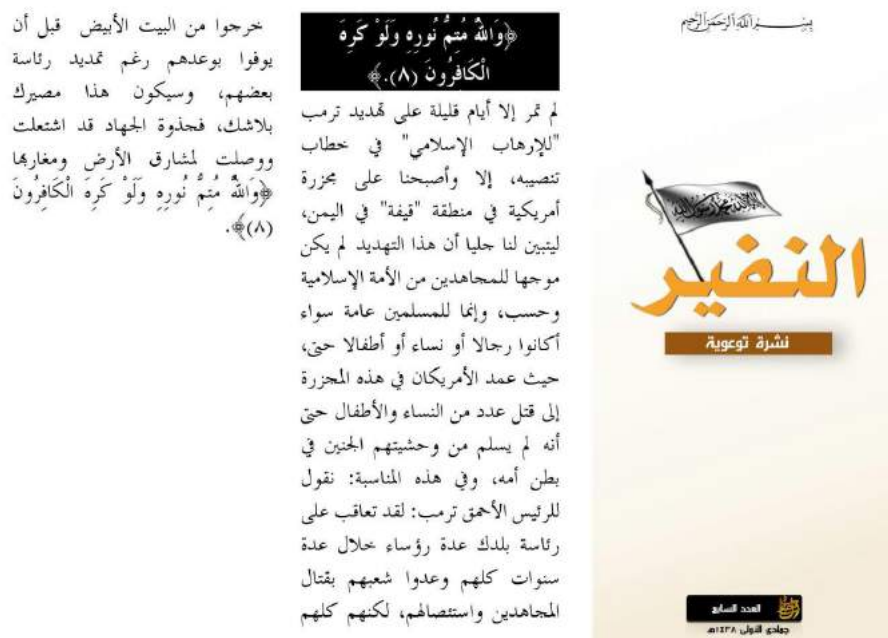 بسم الله الرحمن الرحيم
لا إله إلا الله محمد رسول الله
النفير
نشرة توعوية
العدد السابع
جمادى الأولى ١٤٣٨هـ
﴿وَاللَّهُ مُتِمُّ نُورِهِ وَلَوْ كَرِهَ
الْكَافِرُونَ (٨).﴾
لم تمر إلا أيام قليلة على تهديد ترمب
"للإرهاب الإسلامي" في خطاب
تنصيبه، إلا وأصبحنا على مجزرة
أمريكية في منطقة "قيفة" في اليمن،
ليتبين لنا جليا أن هذا التهديد لم يكن
موجها للمجاهدين من الأمة الإسلامية
وحسب، وإنما للمسلمين عامة سواء
أكانوا رجالا أو نساء أو أطفالا حتى،
حيث عمد الأمريكان في هذه المجزرة
إلى قتل عدد من النساء والأطفال حتى
أنه لم يسلم من وحشيتهم الجنين في
بطن أمه، وفي هذه المناسبة: نقول
للرئيس الأحمق ترمب: لقد تعاقب على
رئاسة بلدك عدة رؤساء خلال عدة
سنوات كلهم وعدوا شعبهم بقتال
المجاهدين واستئصالهم، لكنهم كلهم
خرجوا من البيت الأبيض قبل أن
يوفوا بوعدهم رغم تمديد رئاسة
بعضهم، وسيكون هذا مصيرك
بلاشك، فجذوة الجهاد قد اشتعلت
ووصلت لمشارق الأرض ومغاربها
﴿وَاللَّهُ مُتِمُّ نُورِهِ وَلَوْ كَرِهَ الْكَافِرُونَ
(٨)﴾.